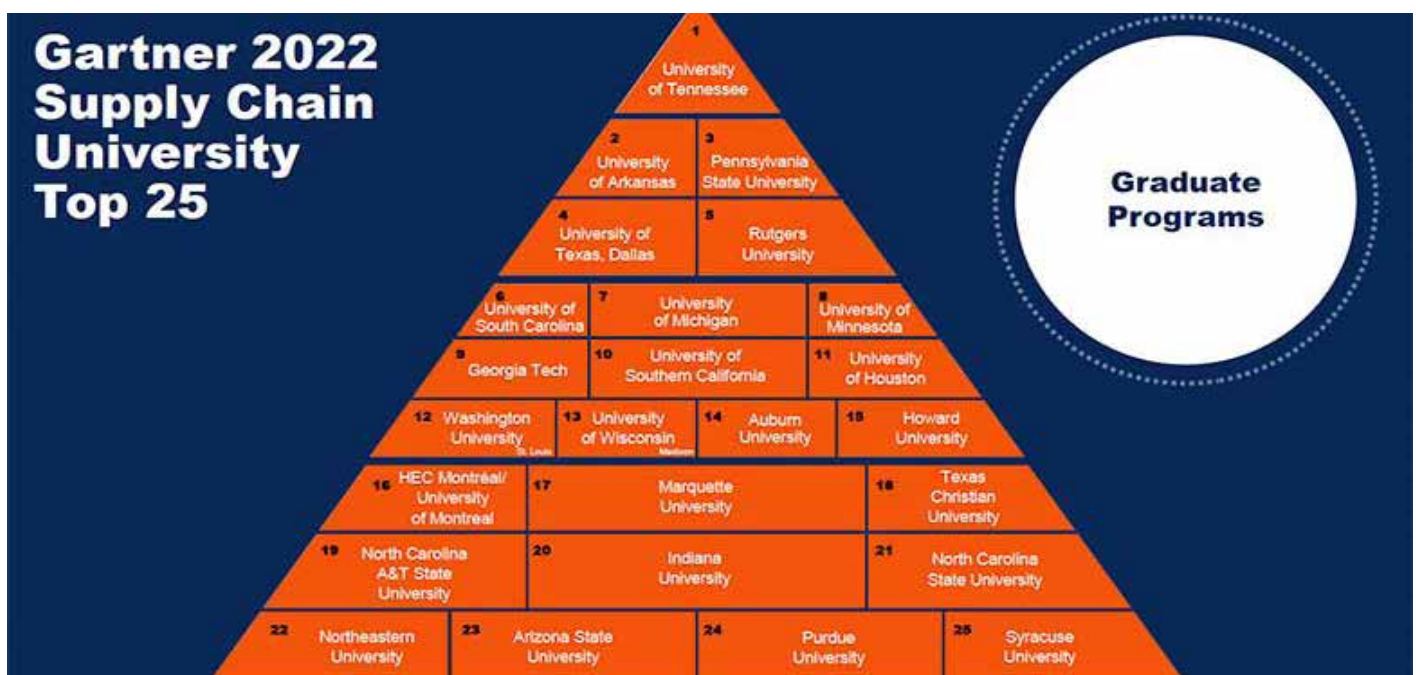 Gartner 2022
Supply Chain
University
Top 25
Graduate
Programs
1
University
of Tennessee
2
University
of Arkansas
3
Pennsylvania
State University
4
University of
Texas, Dallas
5
Rutgers
University
6
University of
South Carolina
7
University
of Michigan
8
University of
Minnesota
9
Georgia Tech
10
University of
Southern California
11
University
of Houston
12
Washington
University
St. Louis
13
University
of Wisconsin
Madison
14
Auburn
University
15
Howard
University
16
HEC Montréal/
University
of Montreal
17
Marquette
University
18
Texas
Christian
University
19
North Carolina
A&T State
University
20
Indiana
University
21
North Carolina
State University
22
Northeastern
University
23
Arizona State
University
24
Purdue
University
25
Syracuse
University